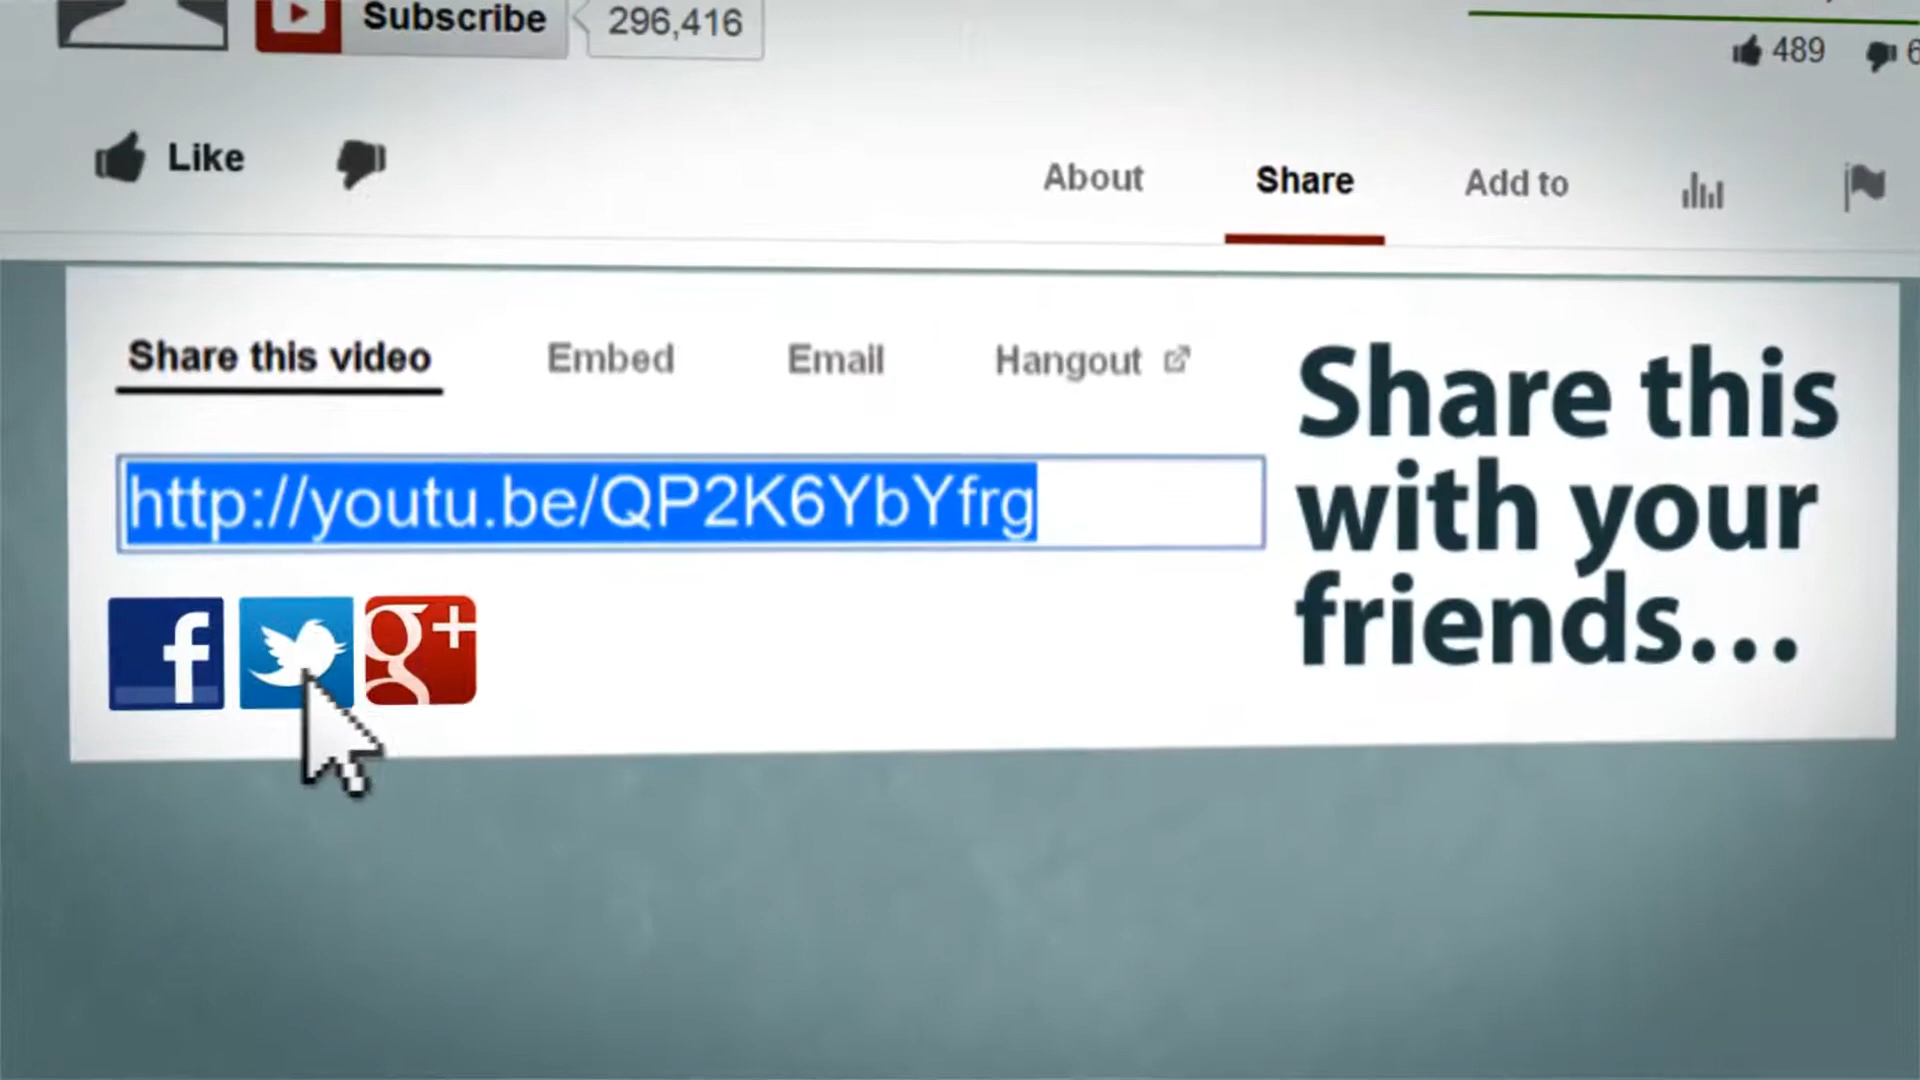 Subscribe 296,416
489 6
Like
About Share Add to
Share this video Embed Email Hangout
http://youtu.be/QP2K6YbYfrg
Share this
with your
friends...
f g+